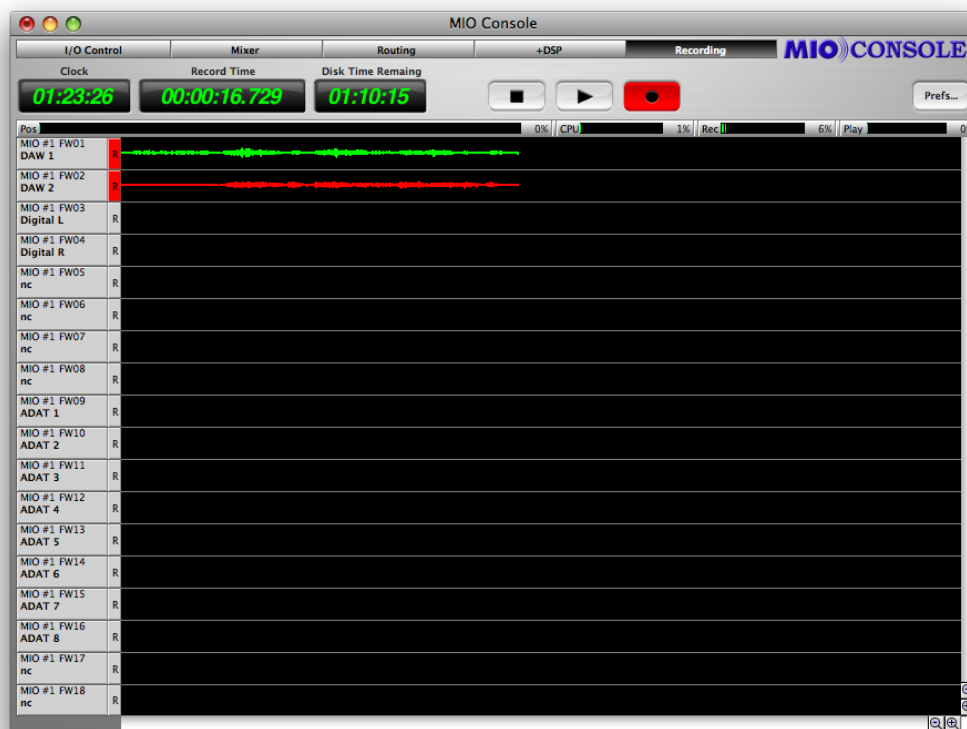 MIO Console
I/O Control Mixer Routing +DSP Recording MIO CONSOLE
Clock Record Time Disk Time Remaing
01:23:26 00:00:16.729 01:10:15 Prefs...
Pos 0% CPU 1% Rec 6% Play 0
MIO #1 FW01
DAW 1 R
MIO #1 FW02
DAW 2 R
MIO #1 FW03
Digital L R
MIO #1 FW04
Digital R R
MIO #1 FW05
nc R
MIO #1 FW06
nc R
MIO #1 FW07
nc R
MIO #1 FW08
nc R
MIO #1 FW09
ADAT 1 R
MIO #1 FW10
ADAT 2 R
MIO #1 FW11
ADAT 3 R
MIO #1 FW12
ADAT 4 R
MIO #1 FW13
ADAT 5 R
MIO #1 FW14
ADAT 6 R
MIO #1 FW15
ADAT 7 R
MIO #1 FW16
ADAT 8 R
MIO #1 FW17
nc R
MIO #1 FW18
nc R